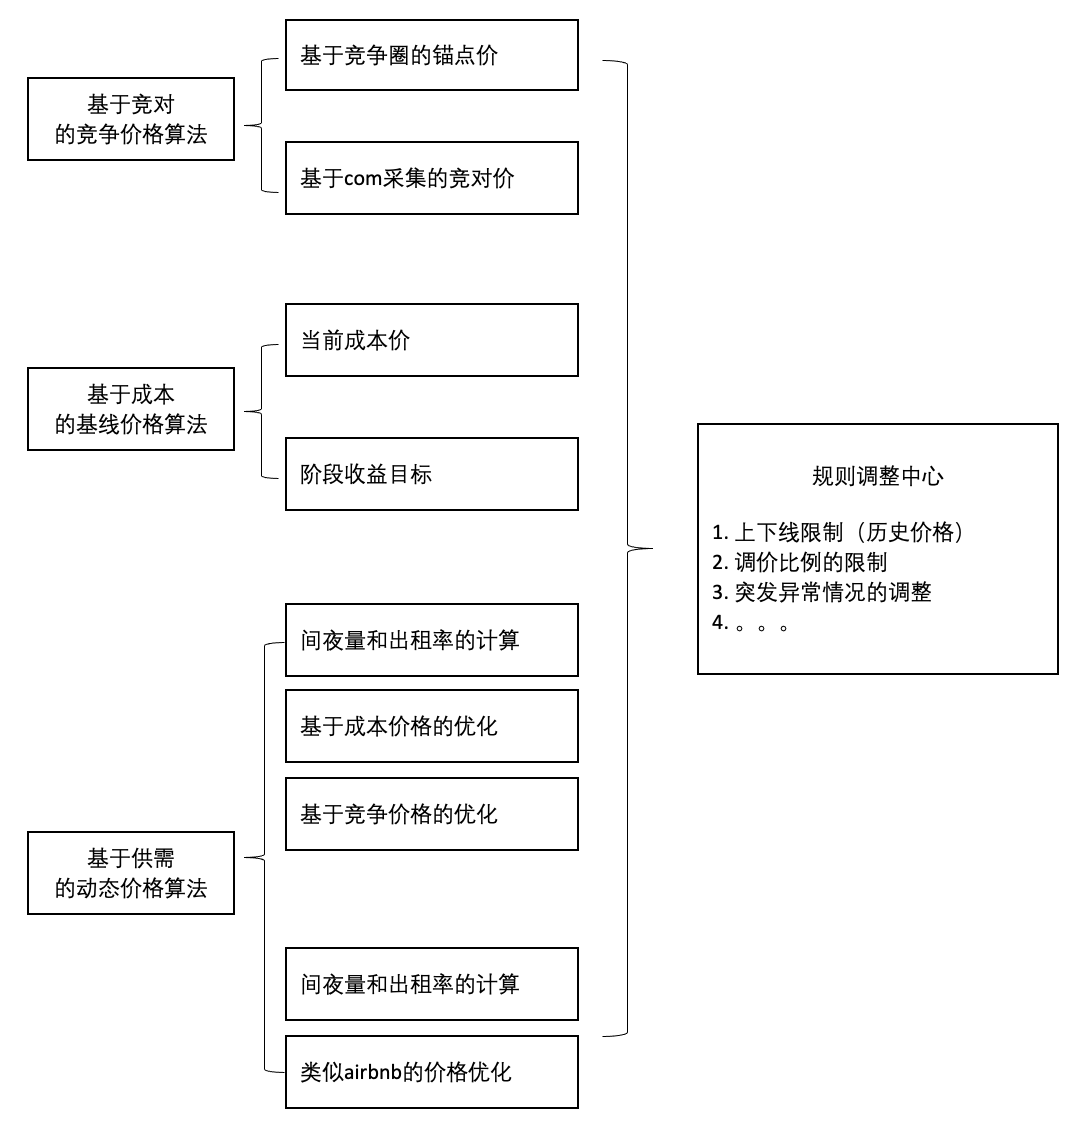 基于竞对
的竞争价格算法
基于竞争圈的锚点价
基于com采集的竞对价
基于成本
的基线价格算法
当前成本价
阶段收益目标
基于供需
的动态价格算法
间夜量和出租率的计算
基于成本价格的优化
基于竞争价格的优化
间夜量和出租率的计算
类似airbnb的价格优化
规则调整中心
1. 上下线限制（历史价格）
2. 调价比例的限制
3. 突发异常情况的调整
4. 。。。